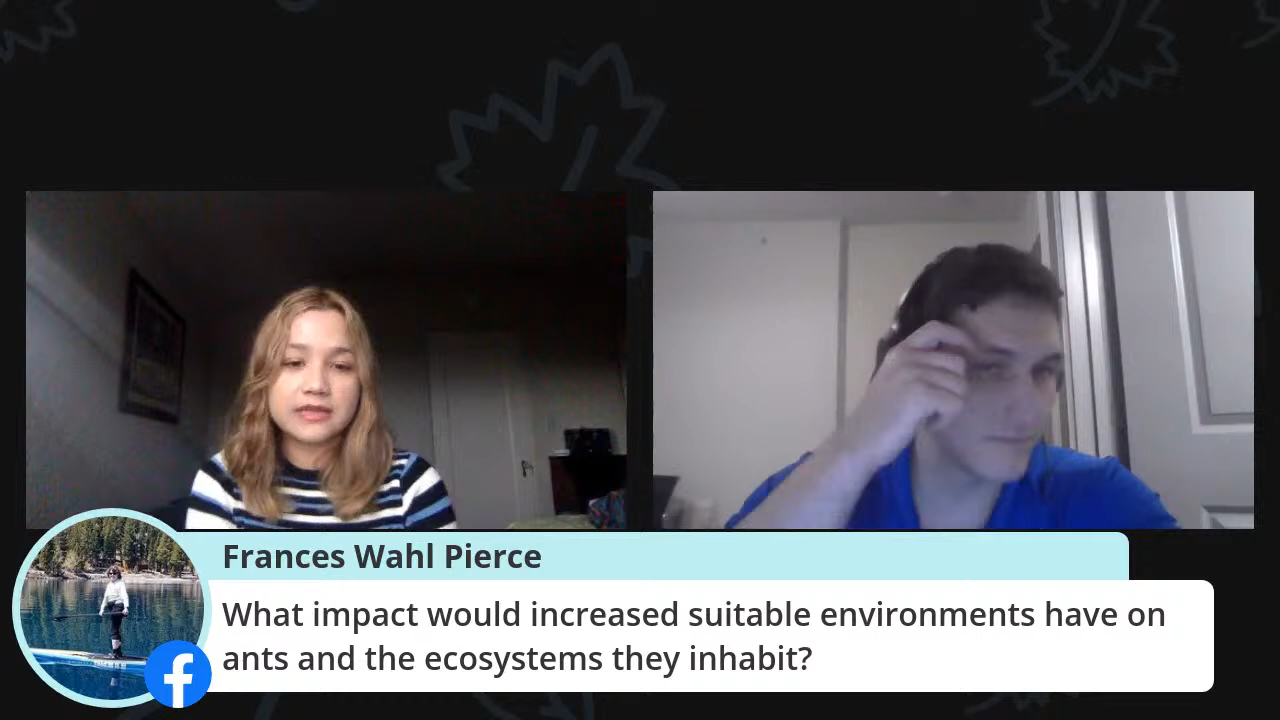 Frances Wahl Pierce
What impact would increased suitable environments have on
ants and the ecosystems they inhabit?